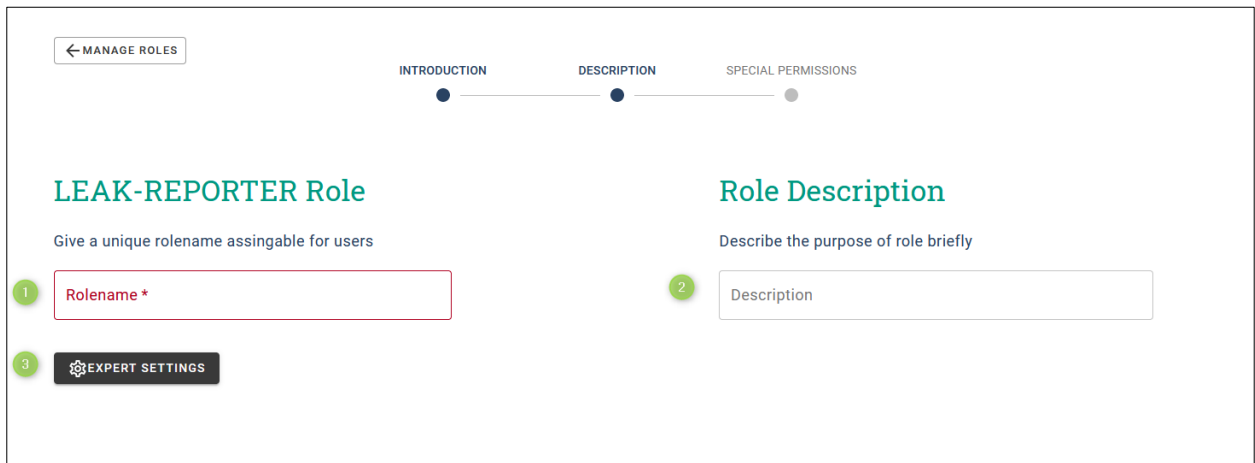 MANAGE ROLES
INTRODUCTION DESCRIPTION SPECIAL PERMISSIONS
LEAK-REPORTER Role
Give a unique rolename assingable for users
1 Rolename *
3 EXPERT SETTINGS
Role Description
Describe the purpose of role briefly
2 Description